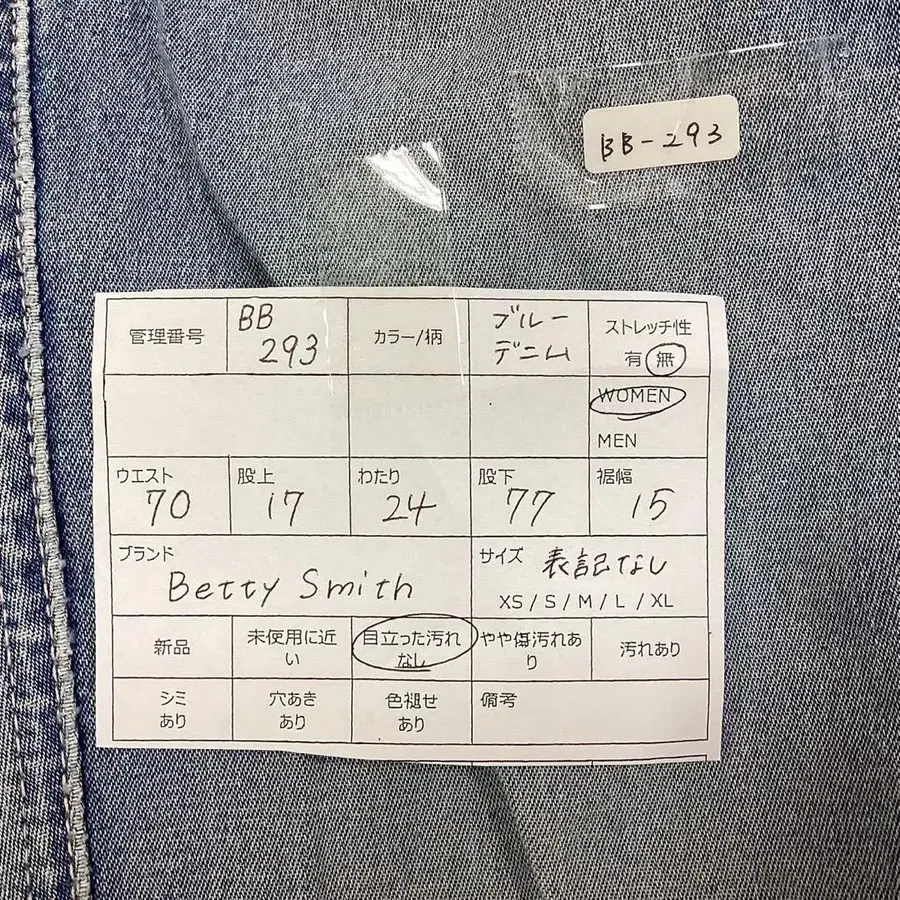 BB-293
管理番号
BB
293
カラー/柄
ブルー
デニム
ストレッチ性
有 無
WOMEN
MEN
ウエスト
70
股上
17
わたり
24
股下
77
裾幅
15
ブランド
Betty Smith
サイズ
表記なし
XS / S / M / L / XL
新品
未使用に近
い
目立った汚れ
なし
やや傷汚れあ
り
汚れあり
シミ
あり
穴あき
あり
色褪せ
あり
備考